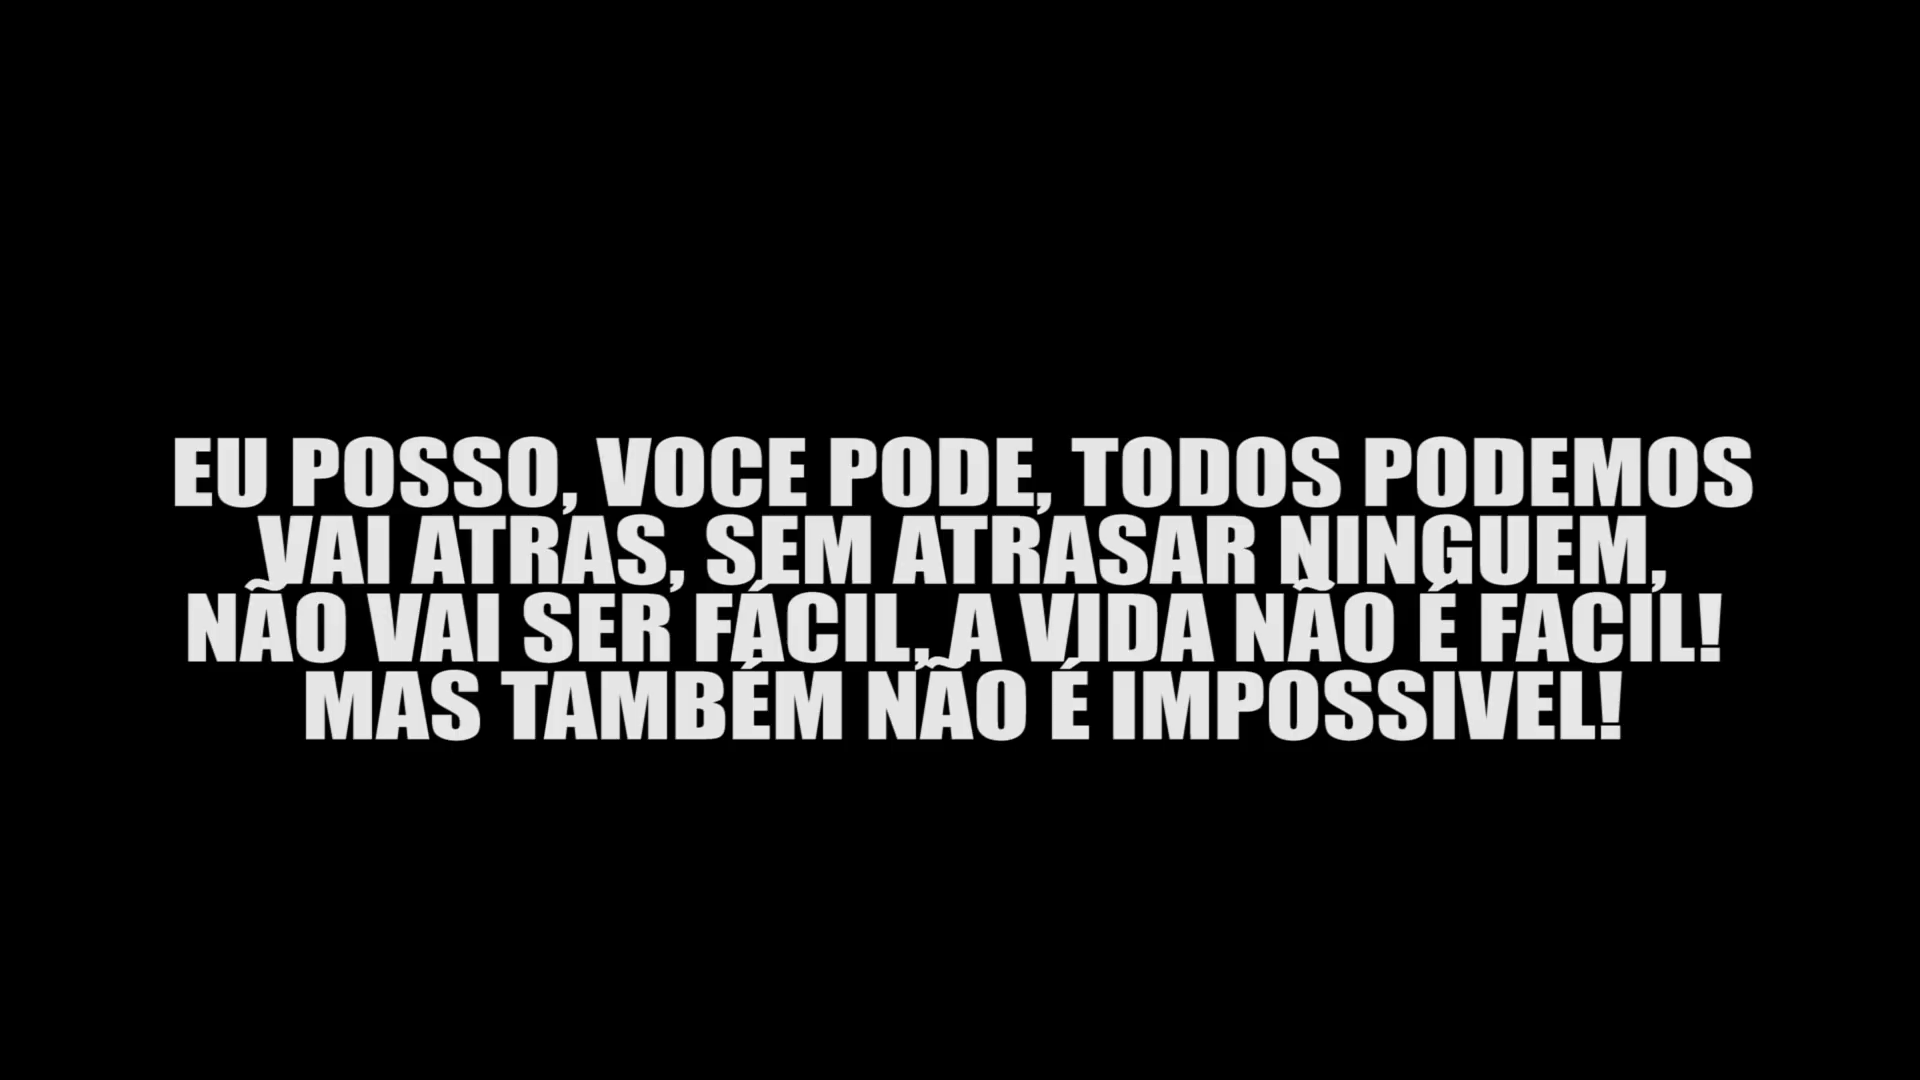 EU POSSO, VOCE PODE, TODOS PODEMOS
VAI ATRAS, SEM ATRASAR NINGUEM,
NÃO VAI SER FÁCIL, A VIDA NÃO É FACIL!
MAS TAMBÉM NÃO É IMPOSSIVEL!